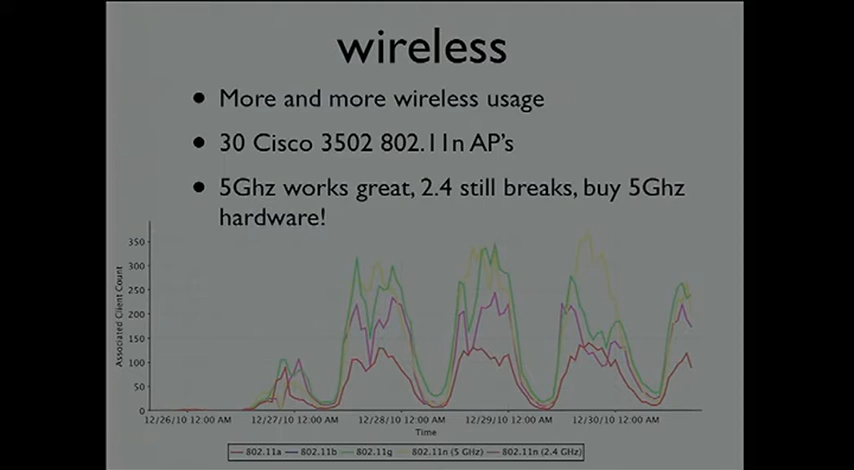 wireless
• More and more wireless usage
• 30 Cisco 3502 802.11n AP's
• 5Ghz works great, 2.4 still breaks, buy 5Ghz
hardware!
Associated Client Count
350
300
250
200
150
100
50
0
12/26/10 12:00 AM 12/27/10 12:00 AM 12/28/10 12:00 AM 12/29/10 12:00 AM 12/30/10 12:00 AM
Time
802.11a 802.11b 802.11g 802.11n (5 GHz) 802.11n (2.4 GHz)